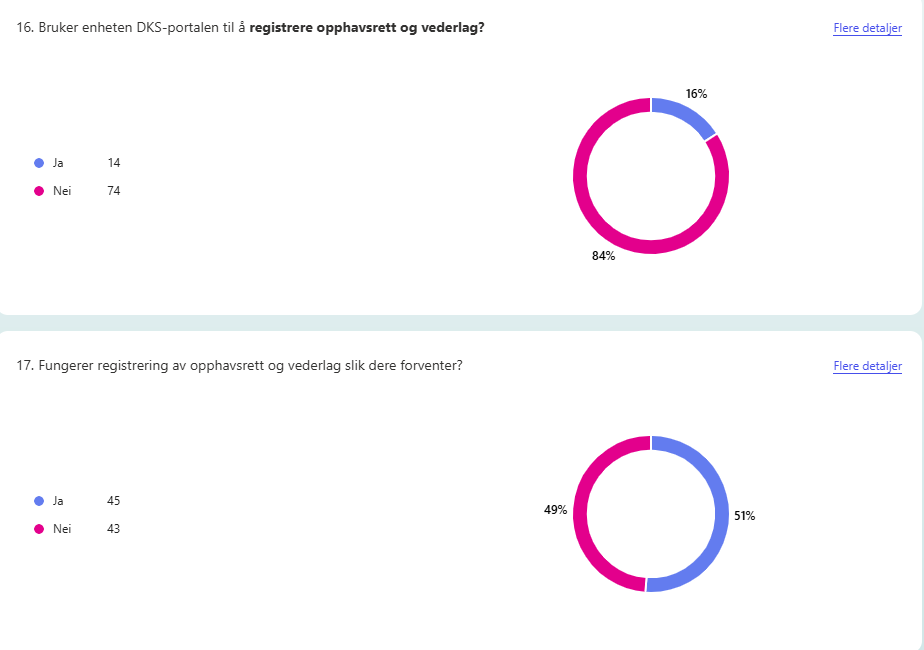 16. Bruker enheten DKS-portalen til å registrere opphavsrett og vederlag?
Flere detaljer
16%
Ja 14
Nei 74
84%
17. Fungerer registrering av opphavsrett og vederlag slik dere forventer?
Flere detaljer
Ja 45
Nei 43
49%
51%